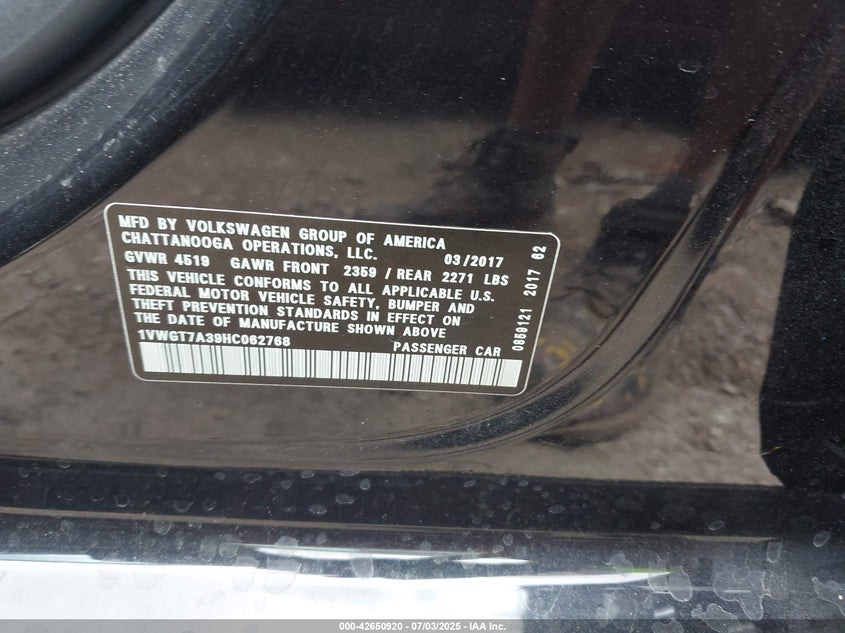 MFD BY VOLKSWAGEN GROUP OF AMERICA
CHATTANOOGA OPERATIONS, LLC. 03/2017
GVWR 4519 GAWR FRONT 2359 / REAR 2271 LBS
THIS VEHICLE CONFORMS TO ALL APPLICABLE U.S.
FEDERAL MOTOR VEHICLE SAFETY, BUMPER AND
THEFT PREVENTION STANDARDS IN EFFECT ON
THE DATE OF MANUFACTURE SHOWN ABOVE
1VWGT7A39HC062768 PASSENGER CAR
0859121 2017 62
000-42650920 - 07/03/2025 - IAA Inc.